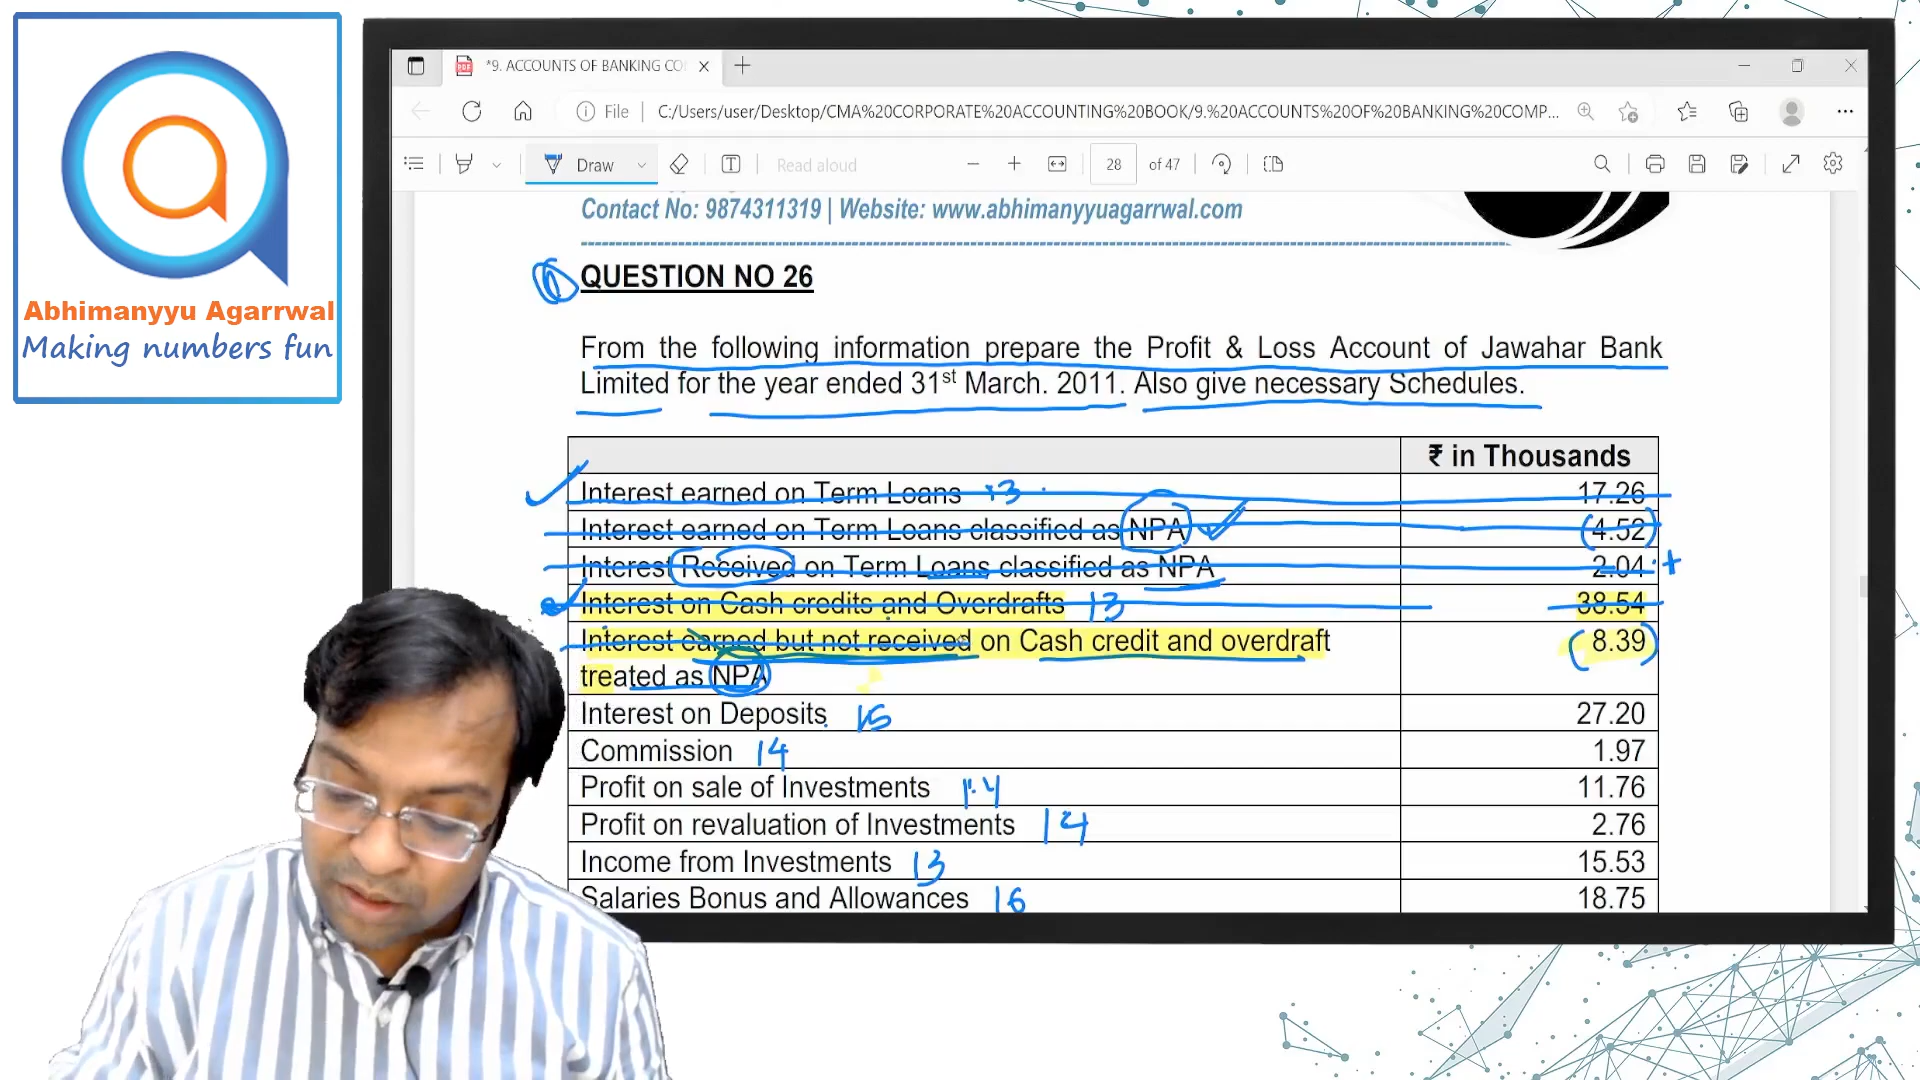 Abhimanyyu Agarrwal
Making numbers fun
*9. ACCOUNTS OF BANKING CO
File C:/Users/user/Desktop/CMA%20CORPORATE%20ACCOUNTING%20BOOK/9.%20ACCOUNTS%20OF%20BANKING%20COMP...
Draw Read aloud 28 of 47
Contact No: 9874311319 | Website: www.abhimanyyuagarrwal.com
QUESTION NO 26
From the following information prepare the Profit & Loss Account of Jawahar Bank
Limited for the year ended 31st March. 2011. Also give necessary Schedules.
₹ in Thousands
Interest earned on Term Loans 13 17.26
Interest earned on Term Loans classified as NPA (4.52)
Interest Received on Term Loans classified as NPA 2.04 +
Interest on Cash credits and Overdrafts 13 38.54
Interest earned but not received on Cash credit and overdraft (8.39)
treated as NPA
Interest on Deposits 15 27.20
Commission 14 1.97
Profit on sale of Investments 14 11.76
Profit on revaluation of Investments 14 2.76
Income from Investments 13 15.53
Salaries Bonus and Allowances 16 18.75